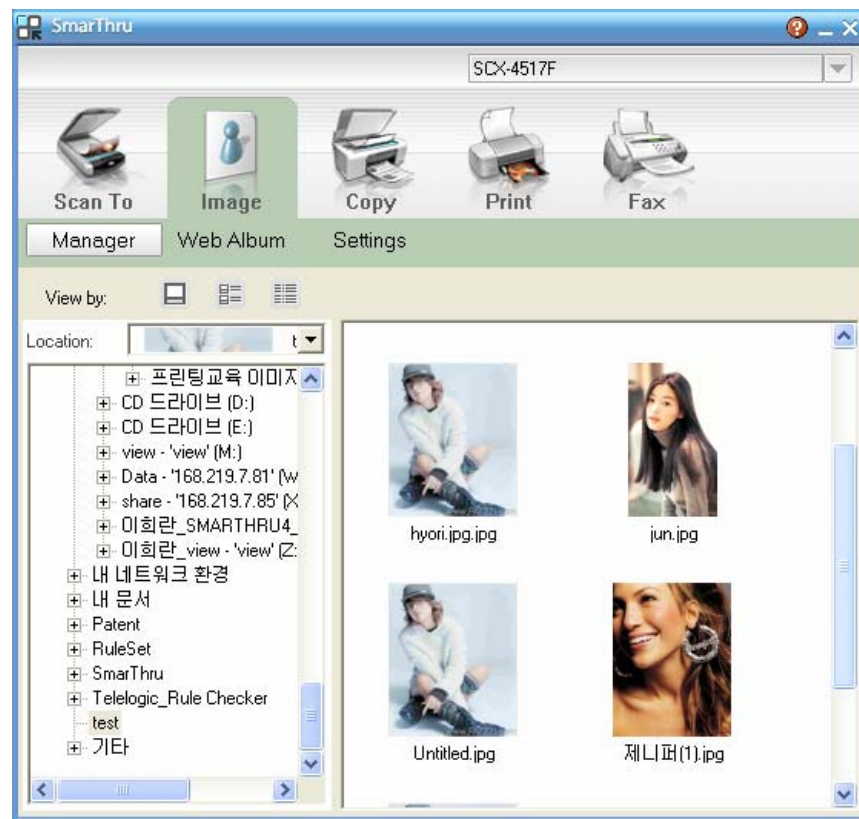 SmarThru
SCX-4517F
Scan To
Image
Copy
Print
Fax
Manager
Web Album
Settings
View by:
Location:
t
프린팅교육 이미지
CD 드라이브 (D:)
CD 드라이브 (E:)
view - 'view' (M:)
Data - '168.219.7.81' (W
share - '168.219.7.85' (X
이희란_SMARTHRU4_
이희란_view - 'view' (Z:
내 네트워크 환경
내 문서
Patent
RuleSet
SmarThru
Telelogic_Rule Checker
test
기타
hyori.jpg.jpg
jun.jpg
Untitled.jpg
제니퍼(1).jpg